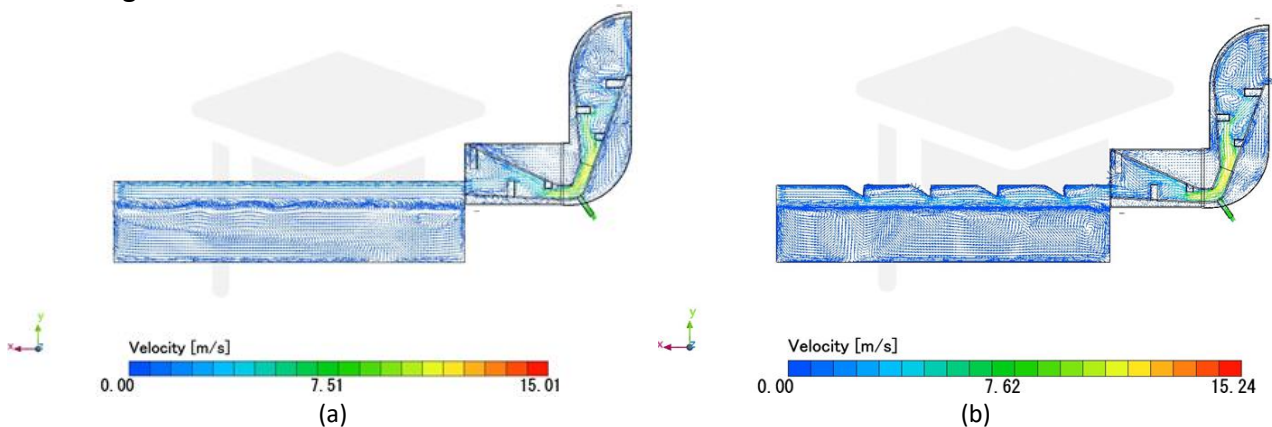 y
x
z
Velocity [m/s]
0.00 7.51 15.01
(a)
y
x
z
Velocity [m/s]
0.00 7.62 15.24
(b)